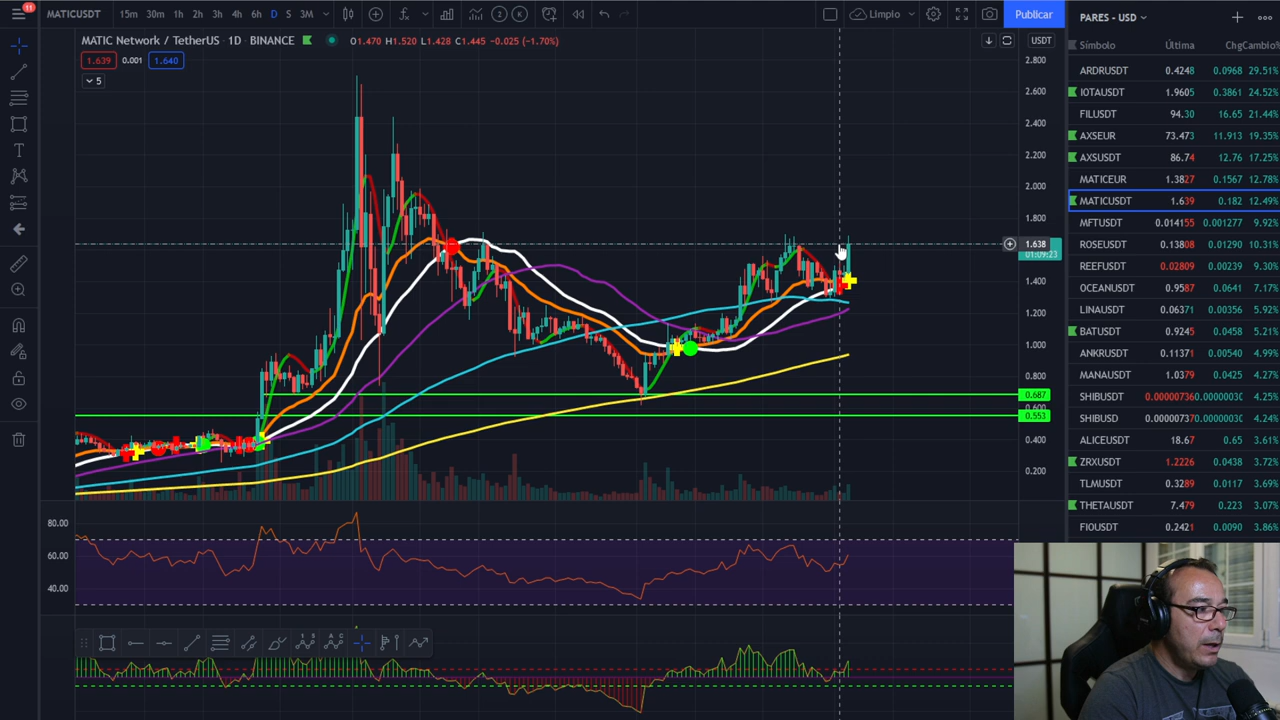 11
MATICUSDT 15m 30m 1h 2h 3h 4h 6h D S 3M 2 K Limplo Publicar
MATIC Network / TetherUS · 1D · BINANCE O1.470 H1.520 L1.428 C1.445 -0.025 (-1.70%)
USDT
1.639 0.001 1.640
5
2.800
2.600
2.400
2.200
2.000
1.800
1.638
01:09:23
1.400
1.200
1.000
0.800
0.687
0.600
0.553
0.400
0.200
80.00
60.00
40.00
PARES - USD
Símbolo Última Chg Cambio%
ARDRUSDT 0.4248 0.0968 29.51%
IOTAUSDT 1.9605 0.3861 24.52%
FILUSDT 94.30 16.65 21.44%
AXSEUR 73.473 11.913 19.35%
AXSUSDT 86.74 12.76 17.25%
MATICEUR 1.3827 0.1567 12.78%
MATICUSDT 1.639 0.182 12.49%
MFTUSDT 0.014155 0.001277 9.92%
ROSEUSDT 0.13808 0.01290 10.31%
REEFUSDT 0.02809 0.00239 9.30%
OCEANUSDT 0.9587 0.0641 7.17%
LINAUSDT 0.06371 0.00356 5.92%
BATUSDT 0.9245 0.0458 5.21%
ANKRUSDT 0.11371 0.00540 4.99%
MANAUSDT 1.0379 0.0425 4.27%
SHIBUSDT 0.00000736 0.0000003 4.25%
SHIBUSD 0.00000737 0.0000003 4.24%
ALICEUSDT 18.67 0.65 3.61%
ZRXUSDT 1.2226 0.0438 3.72%
TLMUSDT 0.3289 0.0117 3.69%
THETAUSDT 7.479 0.223 3.07%
FIOUSDT 0.2421 0.0090 3.86%